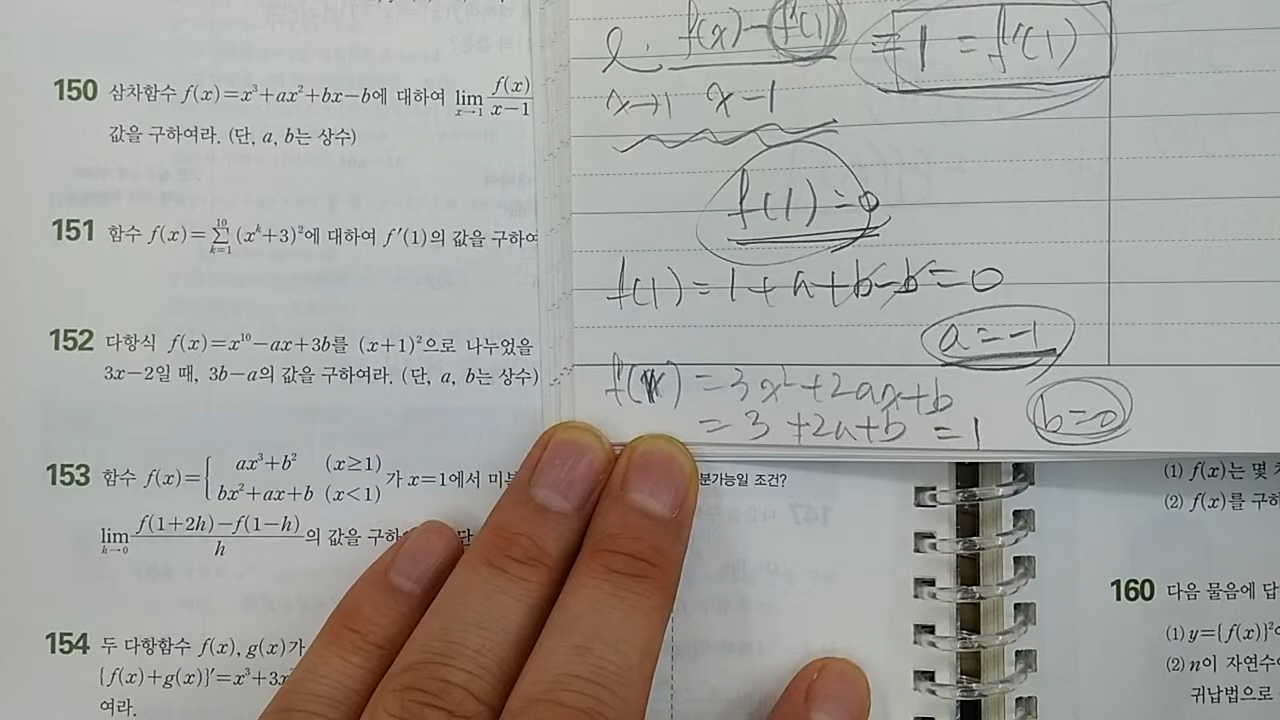 150 삼차함수 f(x)=x³+ax²+bx-b에 대하여 lim x→1 f(x)/x-1
값을 구하여라. (단, a, b는 상수)
151 함수 f(x)=∑ k=1 10 (xᵏ+3)²에 대하여 f'(1)의 값을 구하여
152 다항식 f(x)=x¹⁰-ax+3b를 (x+1)²으로 나누었을
3x-2일 때, 3b-a의 값을 구하여라. (단, a, b는 상수)
153 함수 f(x)={ ax³+b² (x≥1)
bx²+ax+b (x<1) 가 x=1에서 미분
lim h→0 f(1+2h)-f(1-h)/h 의 값을 구하 단
154 두 다항함수 f(x), g(x)가
{f(x)+g(x)}'=x³+3x
여라.
l. f(x)-f(1) = 1 = f'(1)
x→1 x-1
f(1)=0
f(1)=1+a+b-b=0
a=-1
f'(x)=3x²+2ax+b
=3+2a+b=1
b=0
분가능일 조건?
147
(1) f(x)는 몇
(2) f(x)를 구하
160 다음 물음에 답
(1) y={f(x)}²
(2) n이 자연수
귀납법으로